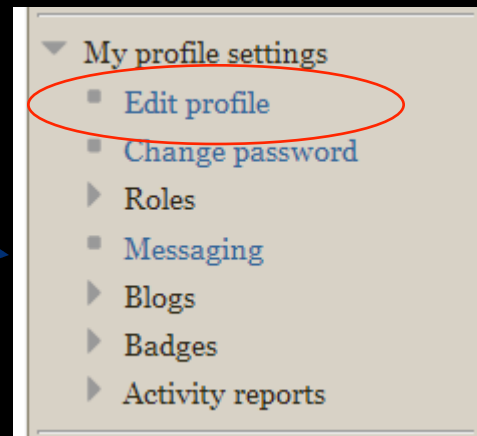 My profile settings
Edit profile
Change password
Roles
Messaging
Blogs
Badges
Activity reports